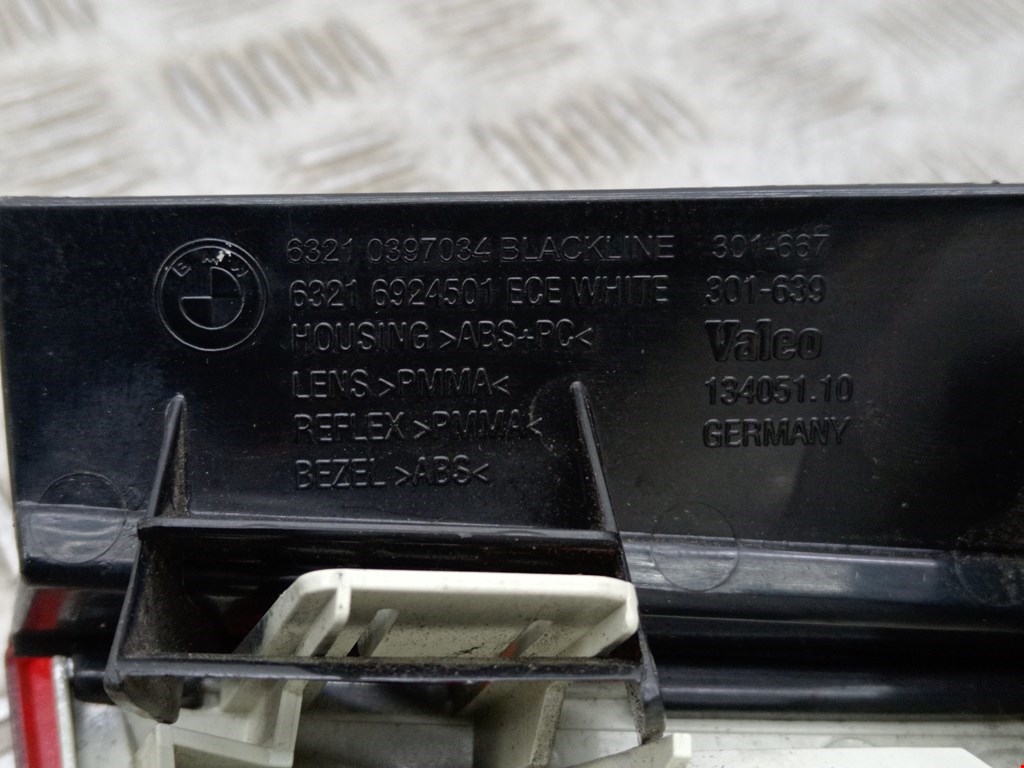 BMW
6321 0397034 BLACKLINE 301-667
6321 6924501 ECE WHITE 301-639
HOUSING >ABS+PC< Valeo
LENS >PMMA< 134051.10
REFLEX >PMMA< GERMANY
BEZEL >ABS<